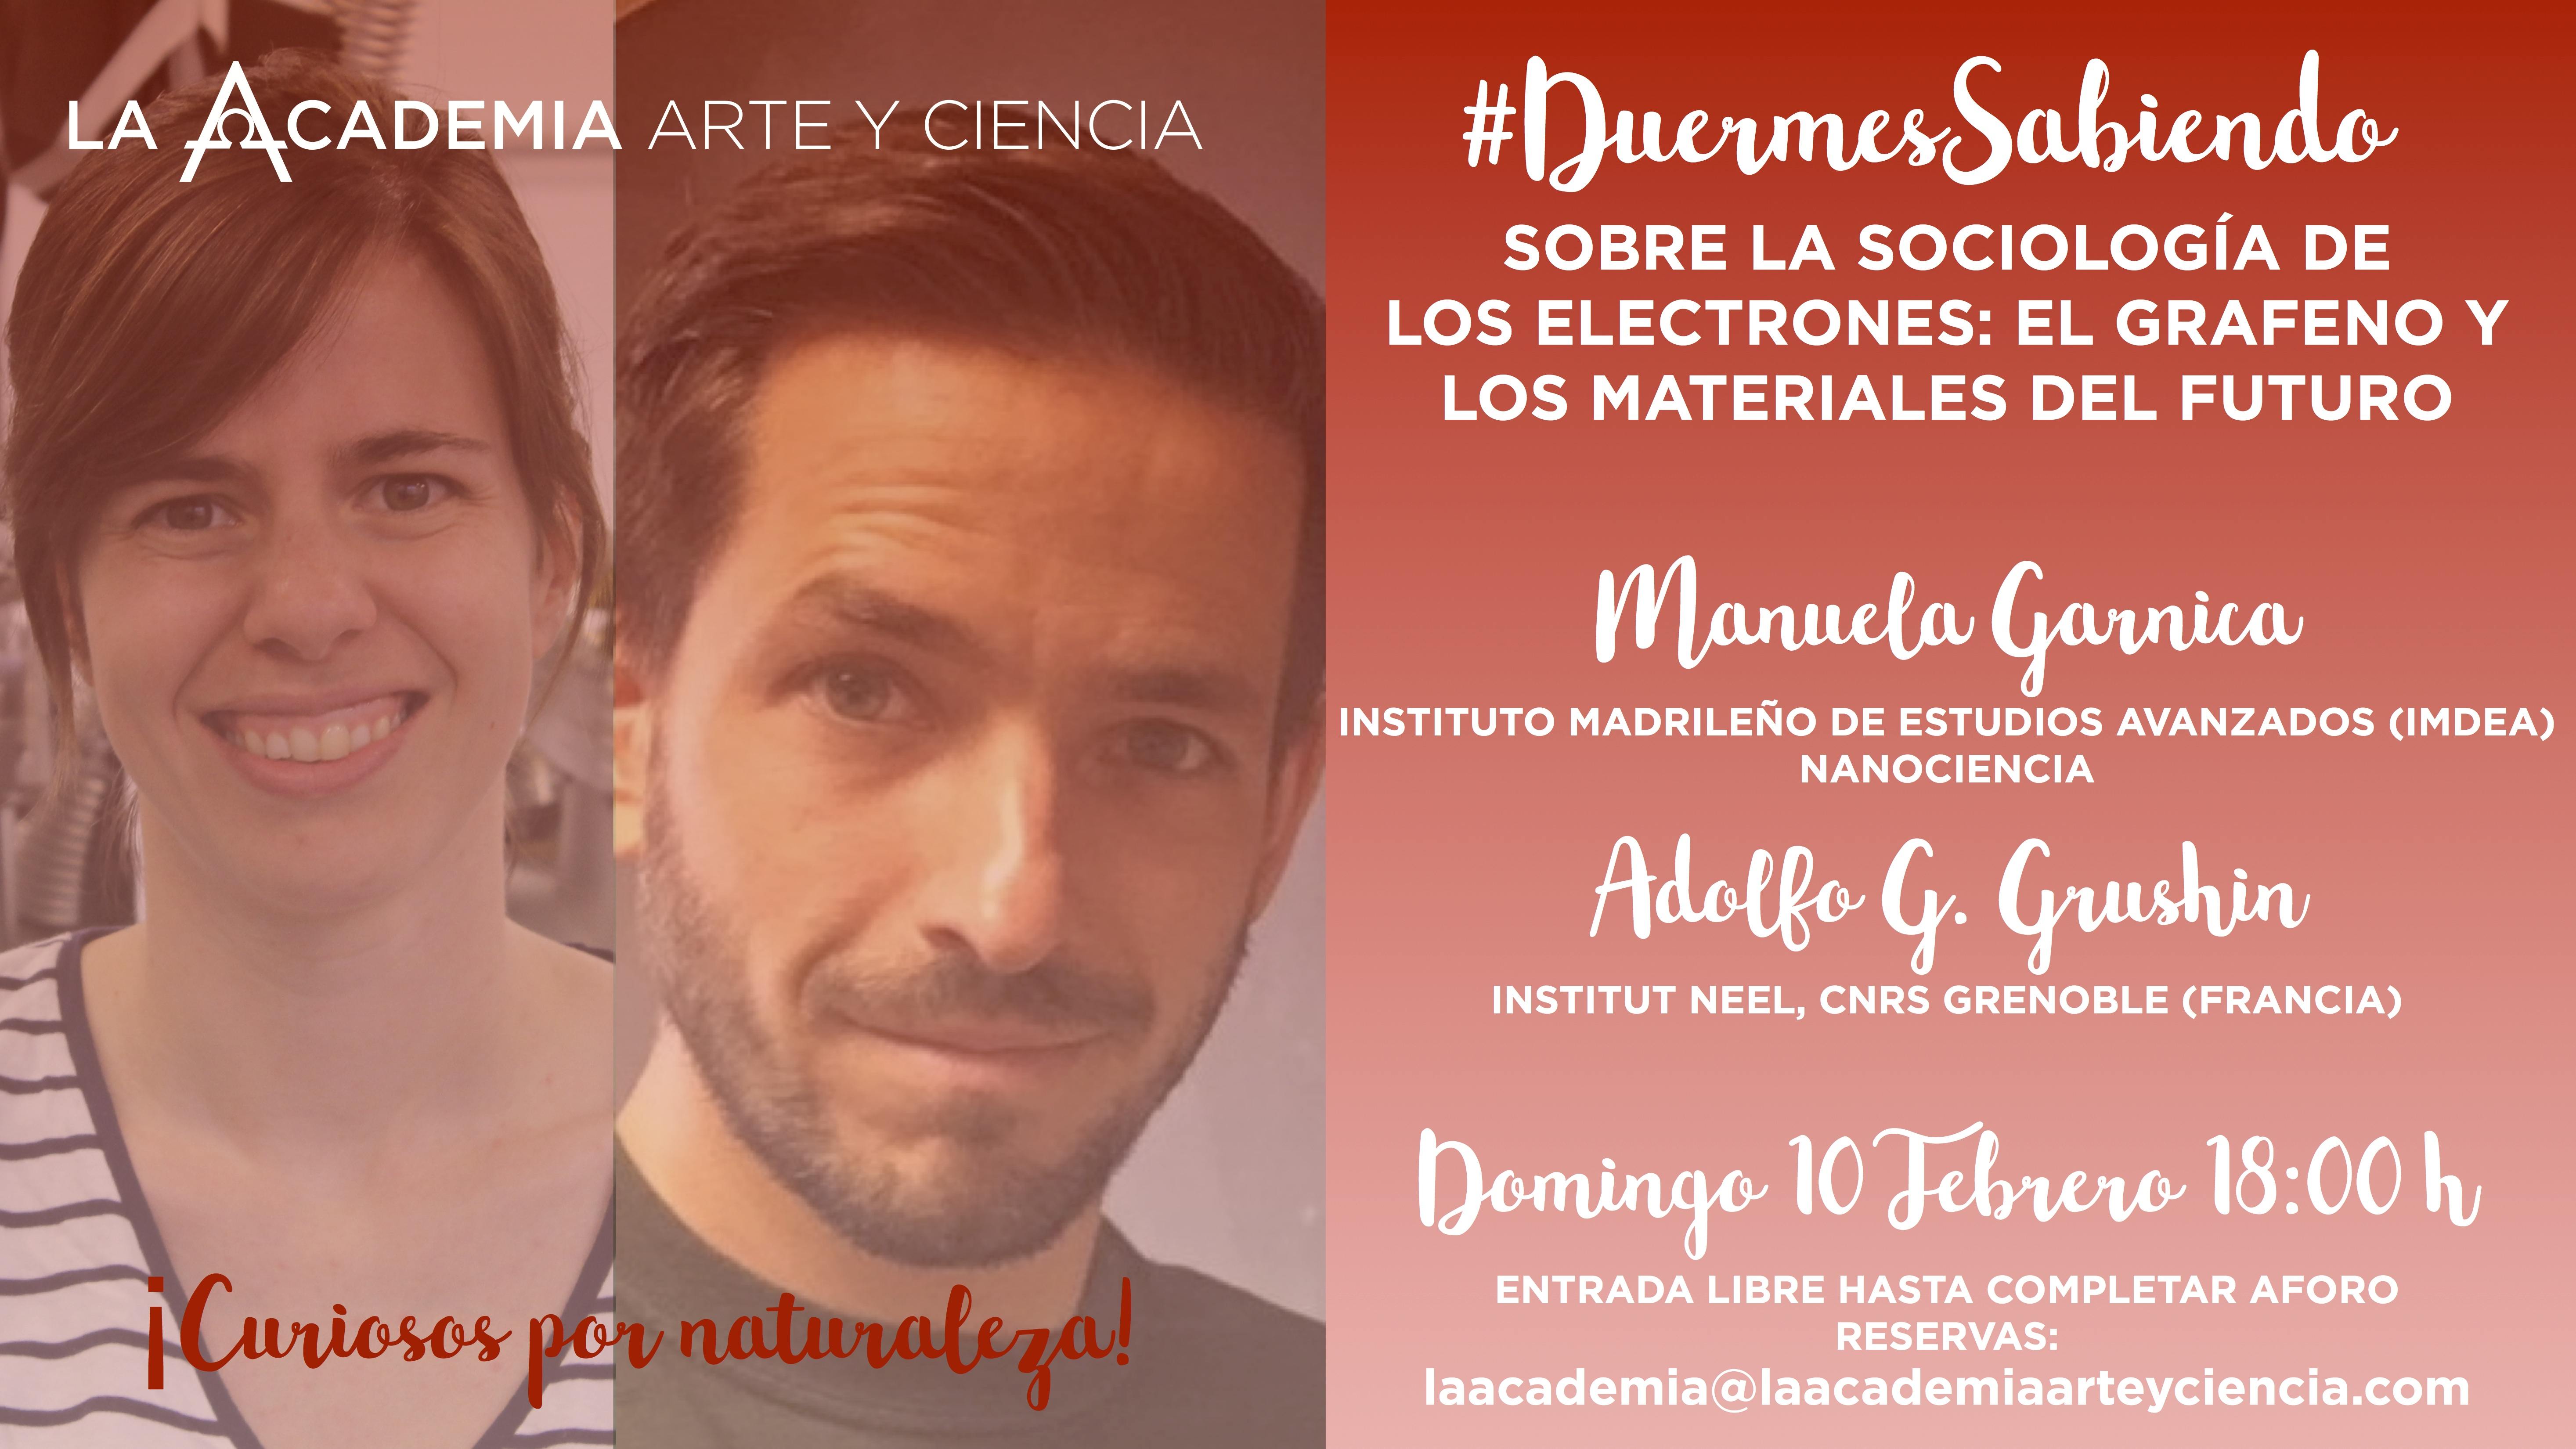 LA ACADEMIA ARTE Y CIENCIA
#DuermesSabiendo
SOBRE LA SOCIOLOGÍA DE
LOS ELECTRONES: EL GRAFENO Y
LOS MATERIALES DEL FUTURO
Manuela Garnica
INSTITUTO MADRILEÑO DE ESTUDIOS AVANZADOS (IMDEA)
NANOCIENCIA
Adolfo G. Grushin
INSTITUT NEEL, CNRS GRENOBLE (FRANCIA)
Domingo 10 Febrero 18:00 h
ENTRADA LIBRE HASTA COMPLETAR AFORO
RESERVAS:
laacademia@laacademiaarteyciencia.com
¡Curiosos por naturaleza!